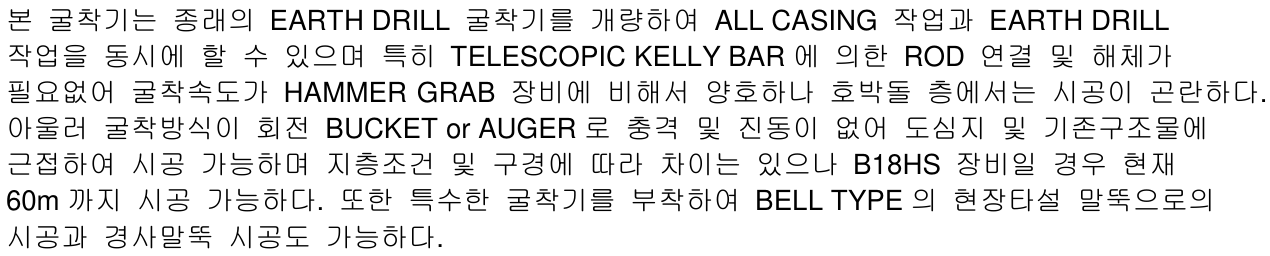 본 굴착기는 종래의 EARTH DRILL 굴착기를 개량하여 ALL CASING 작업과 EARTH DRILL
작업을 동시에 할 수 있으며 특히 TELESCOPIC KELLY BAR 에 의한 ROD 연결 및 해체가
필요없어 굴착속도가 HAMMER GRAB 장비에 비해서 양호하나 호박돌 층에서는 시공이 곤란하다.
아울러 굴착방식이 회전 BUCKET or AUGER 로 충격 및 진동이 없어 도심지 및 기존구조물에
근접하여 시공 가능하며 지층조건 및 구경에 따라 차이는 있으나 B18HS 장비일 경우 현재
60m 까지 시공 가능하다. 또한 특수한 굴착기를 부착하여 BELL TYPE 의 현장타설 말뚝으로의
시공과 경사말뚝 시공도 가능하다.